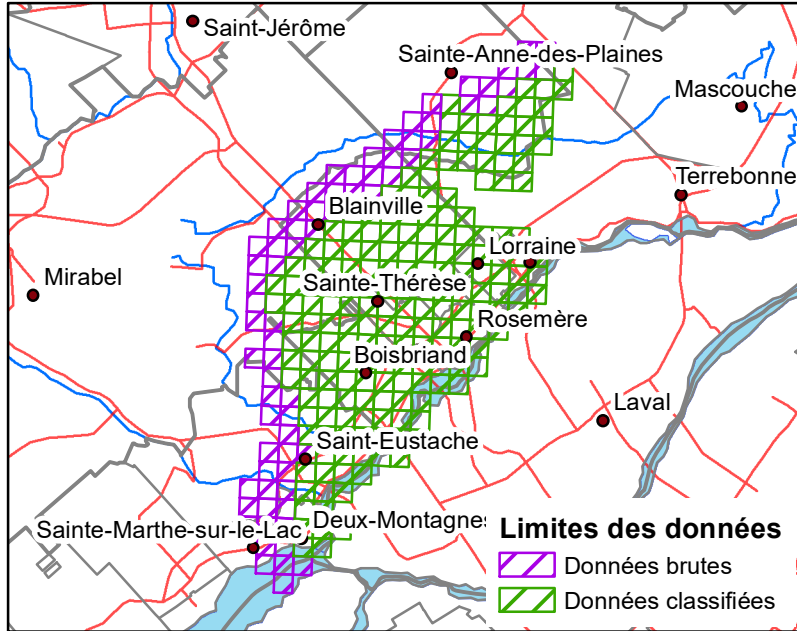 Saint-Jérôme
Sainte-Anne-des-Plaines
Mascouche
Terrebonne
Blainville
Lorraine
Mirabel
Sainte-Thérèse
Rosemère
Boisbriand
Laval
Saint-Eustache
Sainte-Marthe-sur-le-Lac
Deux-Montagnes
Limites des données
Données brutes
Données classifiées